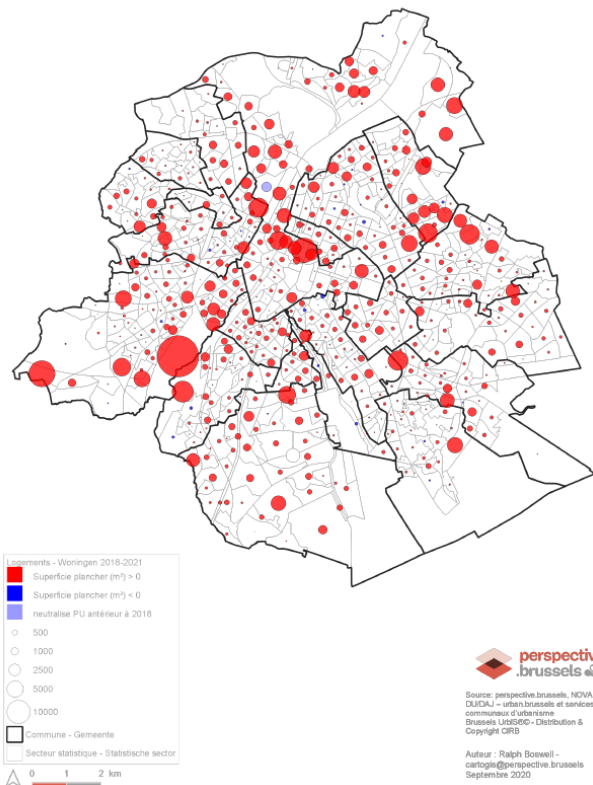 Logements - Woningen 2018-2021
Superficie plancher (m²) > 0
Superficie plancher (m²) < 0
neutralise PU antérieur à 2018
500
1000
2500
5000
10000
Commune - Gemeente
Secteur statistique - Statistische sector
0 1 2 km
perspective
.brussels
Source: perspective.brussels, NOVA,
DU/DAJ – urban.brussels et services
communaux d'urbanisme
Brussels UrbIS®© - Distribution &
Copyright CIRB
Auteur : Ralph Boswell -
cartogis@perspective.brussels
Septembre 2020